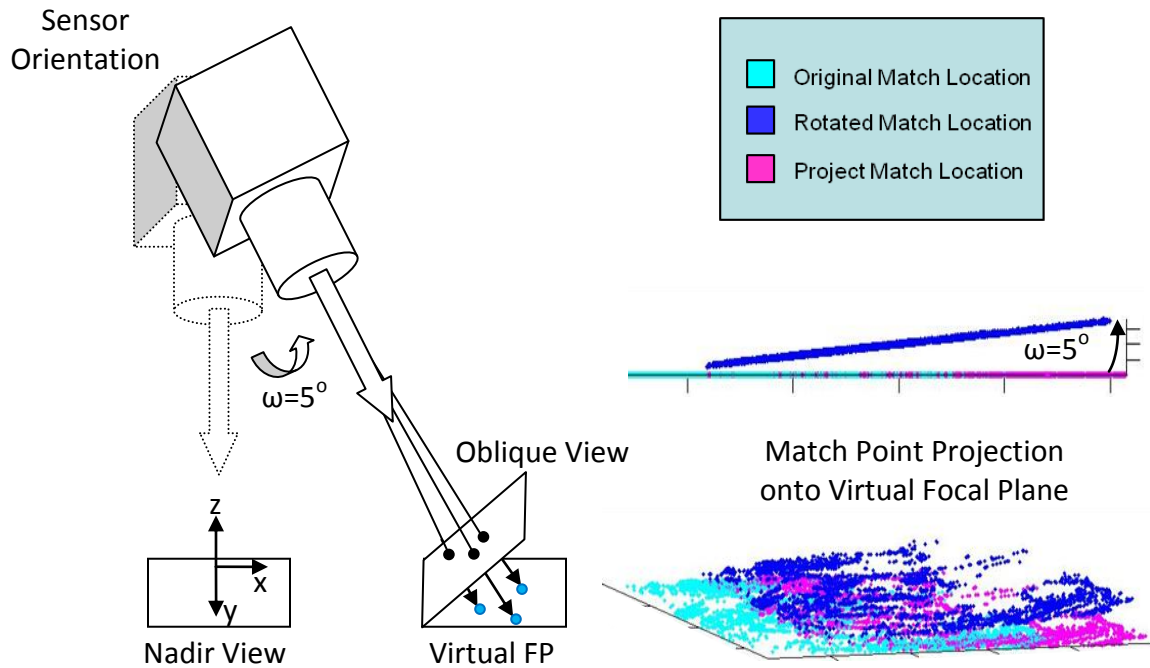 Sensor
Orientation
Original Match Location
Rotated Match Location
Project Match Location
ω=5°
ω=5°
Oblique View
Match Point Projection
onto Virtual Focal Plane
z
x
y
Nadir View
Virtual FP